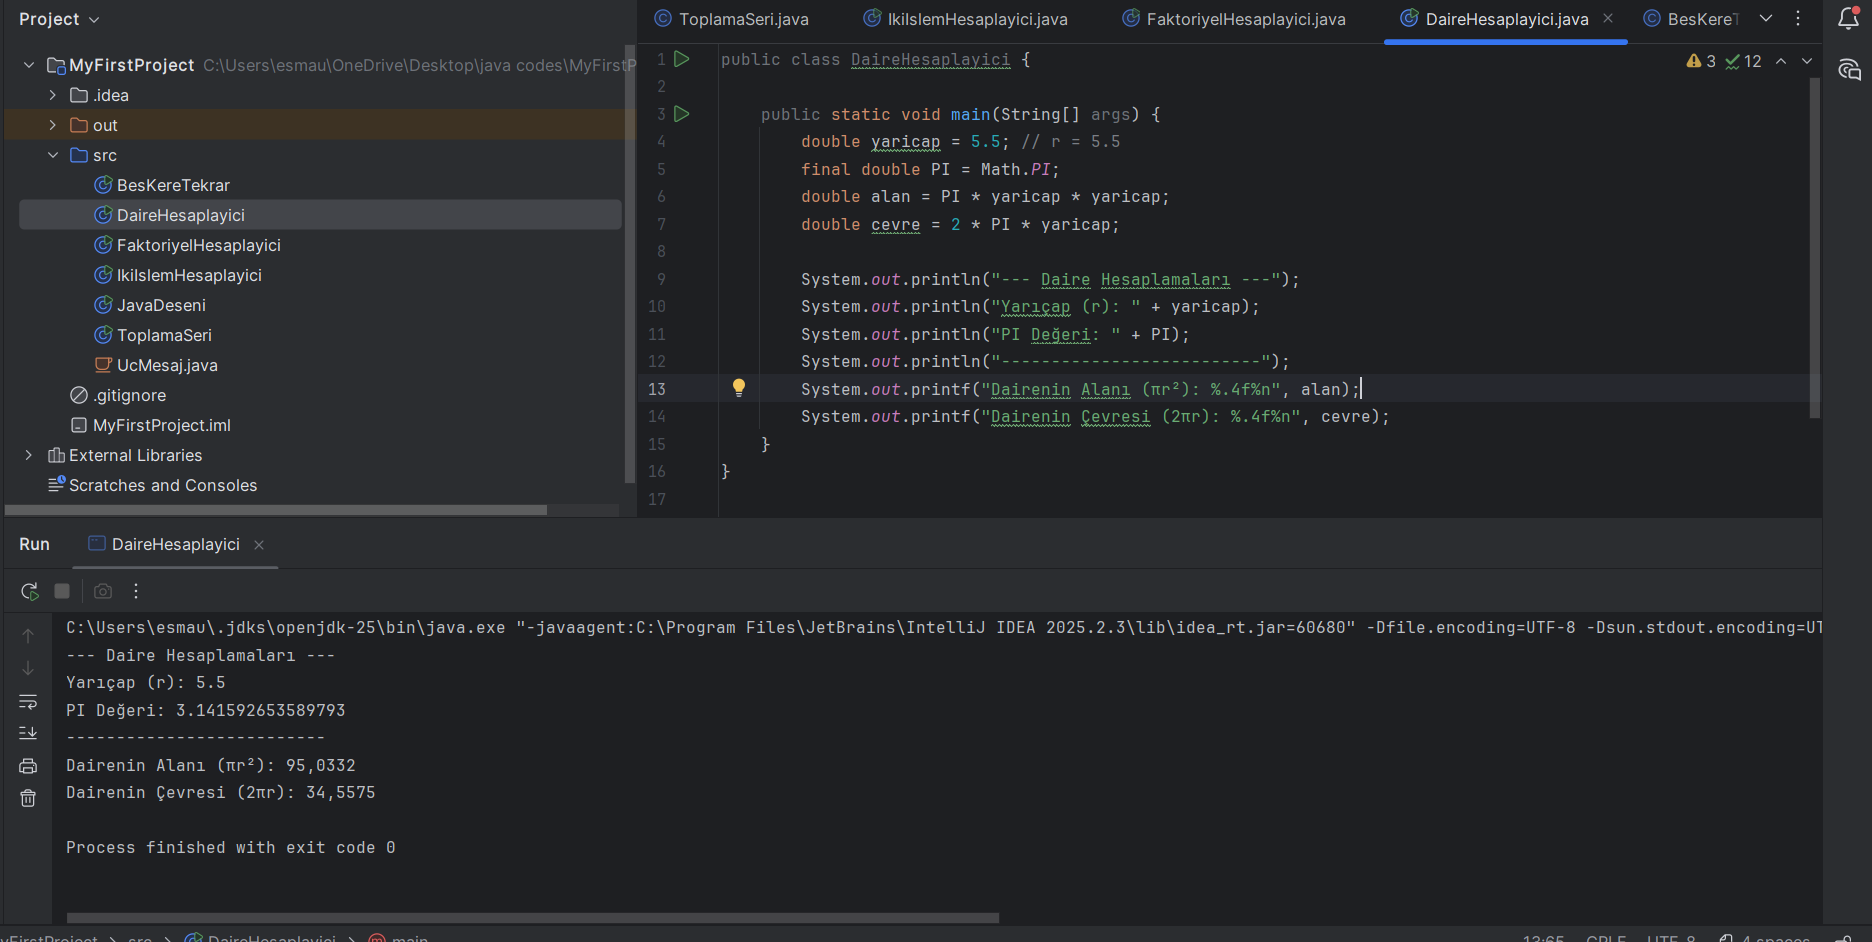 Project
MyFirstProject C:\Users\esmau\OneDrive\Desktop\java codes\MyFirstP
.idea
out
src
BesKereTekrar
DaireHesaplayici
FaktoriyelHesaplayici
IkiIslemHesaplayici
JavaDeseni
ToplamaSeri
UcMesaj.java
.gitignore
MyFirstProject.iml
External Libraries
Scratches and Consoles
ToplamaSeri.java IkiIslemHesaplayici.java FaktoriyelHesaplayici.java DaireHesaplayici.java BesKereT
3 12
1 public class DaireHesaplayici {
2
3 public static void main(String[] args) {
4 double yaricap = 5.5; // r = 5.5
5 final double PI = Math.PI;
6 double alan = PI * yaricap * yaricap;
7 double cevre = 2 * PI * yaricap;
8
9 System.out.println("--- Daire Hesaplamaları ---");
10 System.out.println("Yarıçap (r): " + yaricap);
11 System.out.println("PI Değeri: " + PI);
12 System.out.println("--------------------------");
13 System.out.printf("Dairenin Alanı (πr²): %.4f%n", alan);
14 System.out.printf("Dairenin Çevresi (2πr): %.4f%n", cevre);
15 }
16 }
17
Run DaireHesaplayici
C:\Users\esmau\.jdks\openjdk-25\bin\java.exe "-javaagent:C:\Program Files\JetBrains\IntelliJ IDEA 2025.2.3\lib\idea_rt.jar=60680" -Dfile.encoding=UTF-8 -Dsun.stdout.encoding=UT
--- Daire Hesaplamaları ---
Yarıçap (r): 5.5
PI Değeri: 3.141592653589793
--------------------------
Dairenin Alanı (πr²): 95,0332
Dairenin Çevresi (2πr): 34,5575
Process finished with exit code 0
yFirstProject src DaireHesaplayici main 13:65 CRLF UTF-8 4 spaces